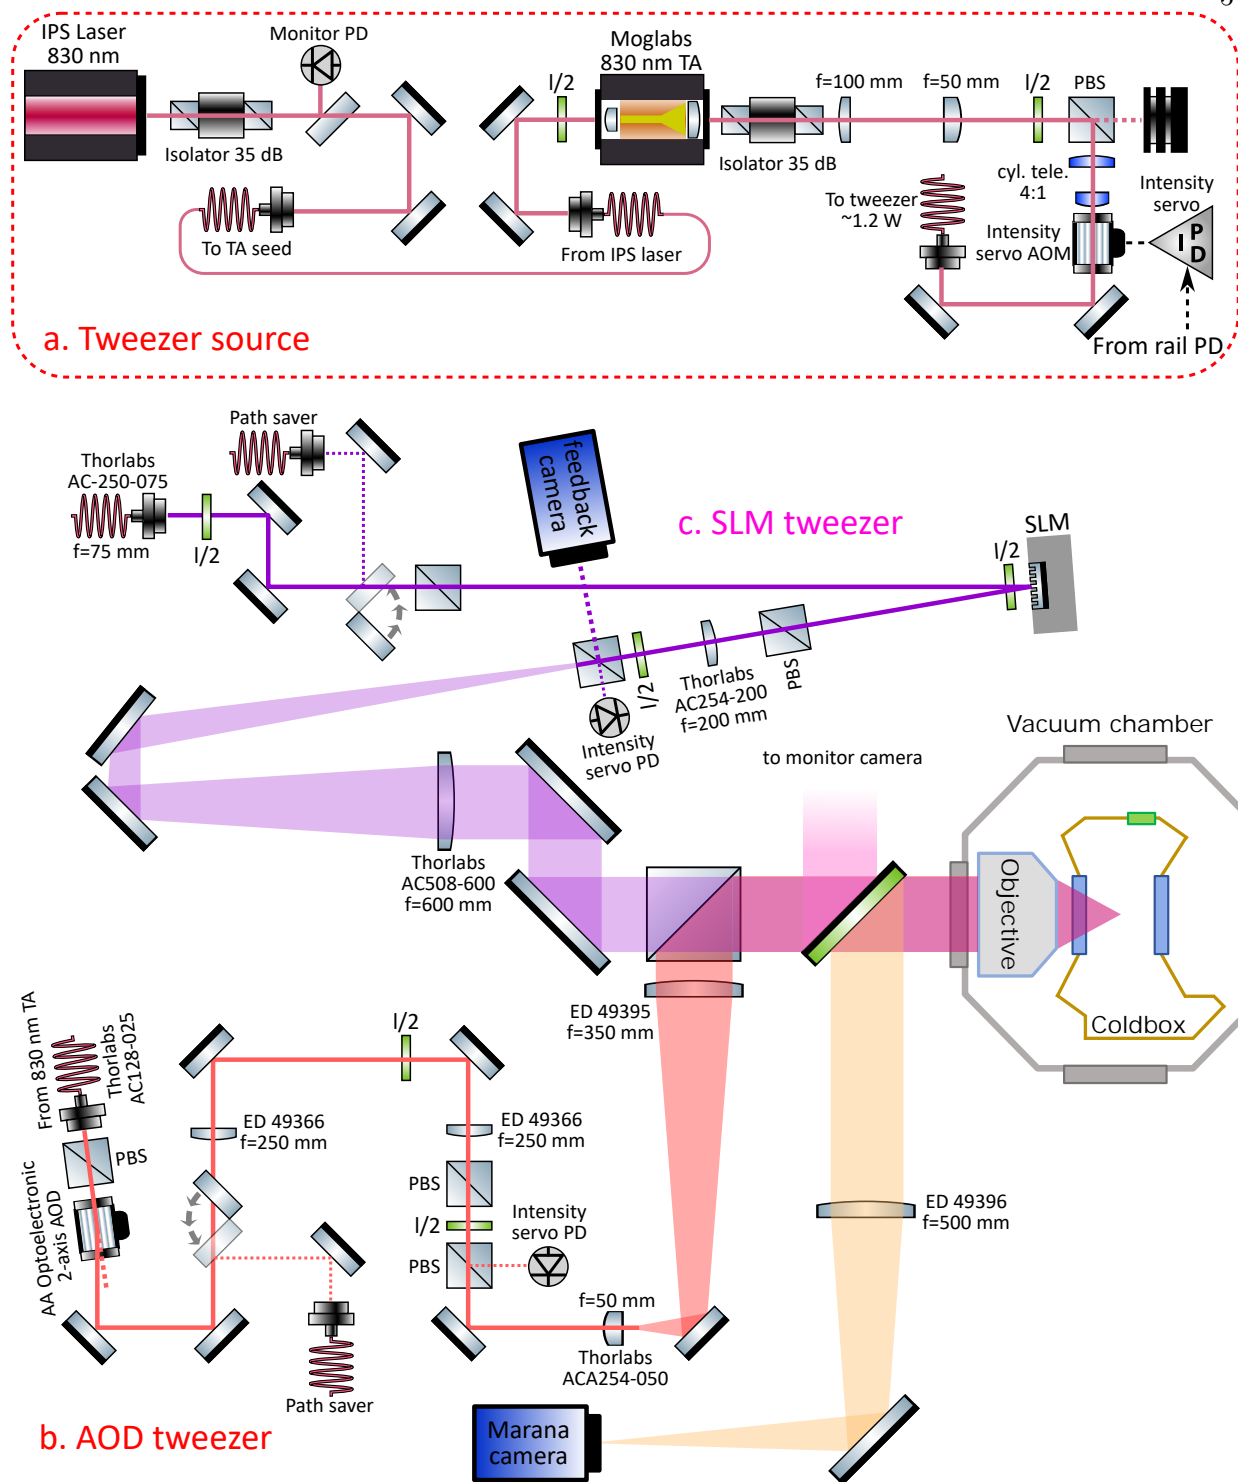 IPS Laser
830 nm
Monitor PD
Isolator 35 dB
To TA seed
l/2
Moglabs
830 nm TA
From IPS laser
Isolator 35 dB
f=100 mm
f=50 mm
l/2
PBS
cyl. tele.
4:1
To tweezer
~1.2 W
Intensity
servo AOM
Intensity
servo
P
I
D
From rail PD
a. Tweezer source
Path saver
Thorlabs
AC-250-075
f=75 mm
l/2
feedback
camera
c. SLM tweezer
SLM
l/2
PBS
Thorlabs
AC254-200
f=200 mm
l/2
Intensity
servo PD
to monitor camera
Vacuum chamber
Objective
Coldbox
Thorlabs
AC508-600
f=600 mm
ED 49395
f=350 mm
From 830 nm TA
Thorlabs
AC128-025
PBS
AA Optoelectronic
2-axis AOD
ED 49366
f=250 mm
l/2
ED 49366
f=250 mm
PBS
l/2
PBS
Intensity
servo PD
f=50 mm
Thorlabs
ACA254-050
Path saver
ED 49396
f=500 mm
Marana
camera
b. AOD tweezer